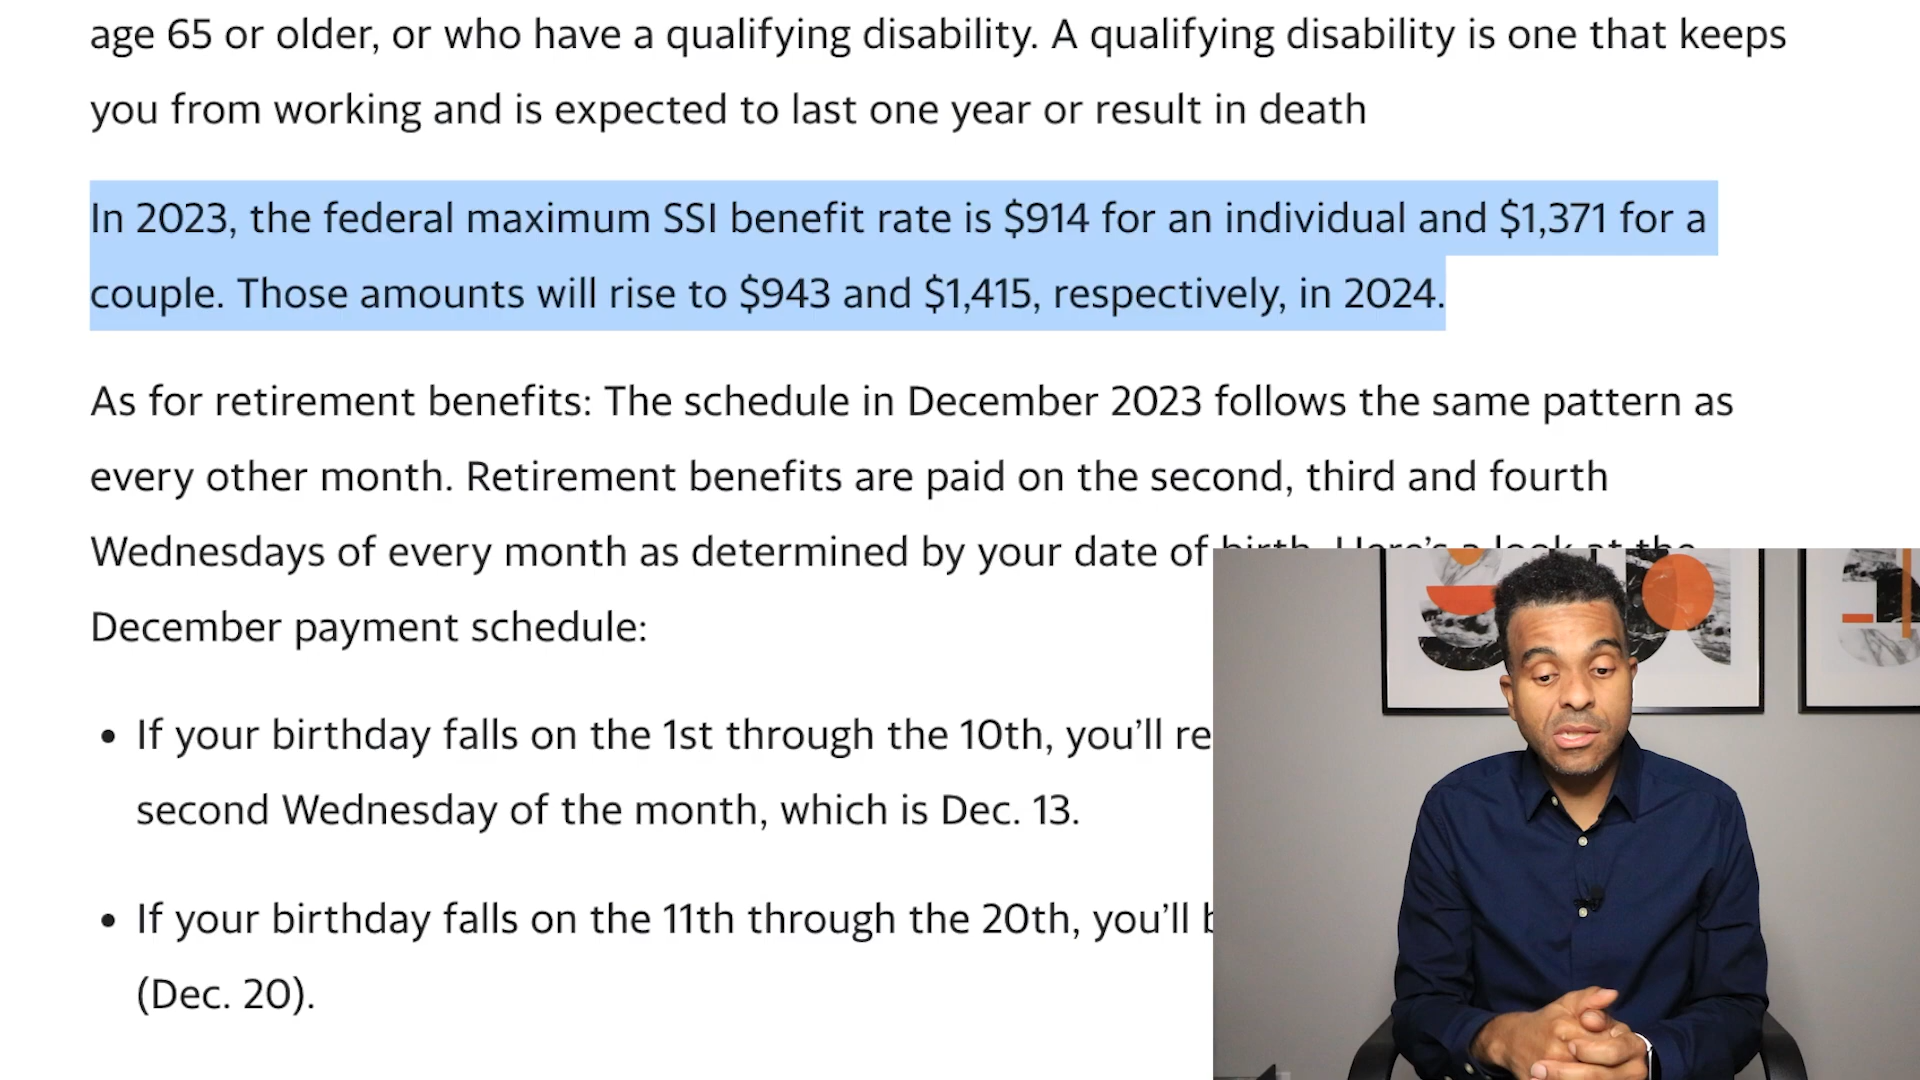 age 65 or older, or who have a qualifying disability. A qualifying disability is one that keeps
you from working and is expected to last one year or result in death
In 2023, the federal maximum SSI benefit rate is $914 for an individual and $1,371 for a
couple. Those amounts will rise to $943 and $1,415, respectively, in 2024.
As for retirement benefits: The schedule in December 2023 follows the same pattern as
every other month. Retirement benefits are paid on the second, third and fourth
Wednesdays of every month as determined by your date of birth. Here's a look at the
December payment schedule:
• If your birthday falls on the 1st through the 10th, you’ll re
second Wednesday of the month, which is Dec. 13.
• If your birthday falls on the 11th through the 20th, you’ll
(Dec. 20).